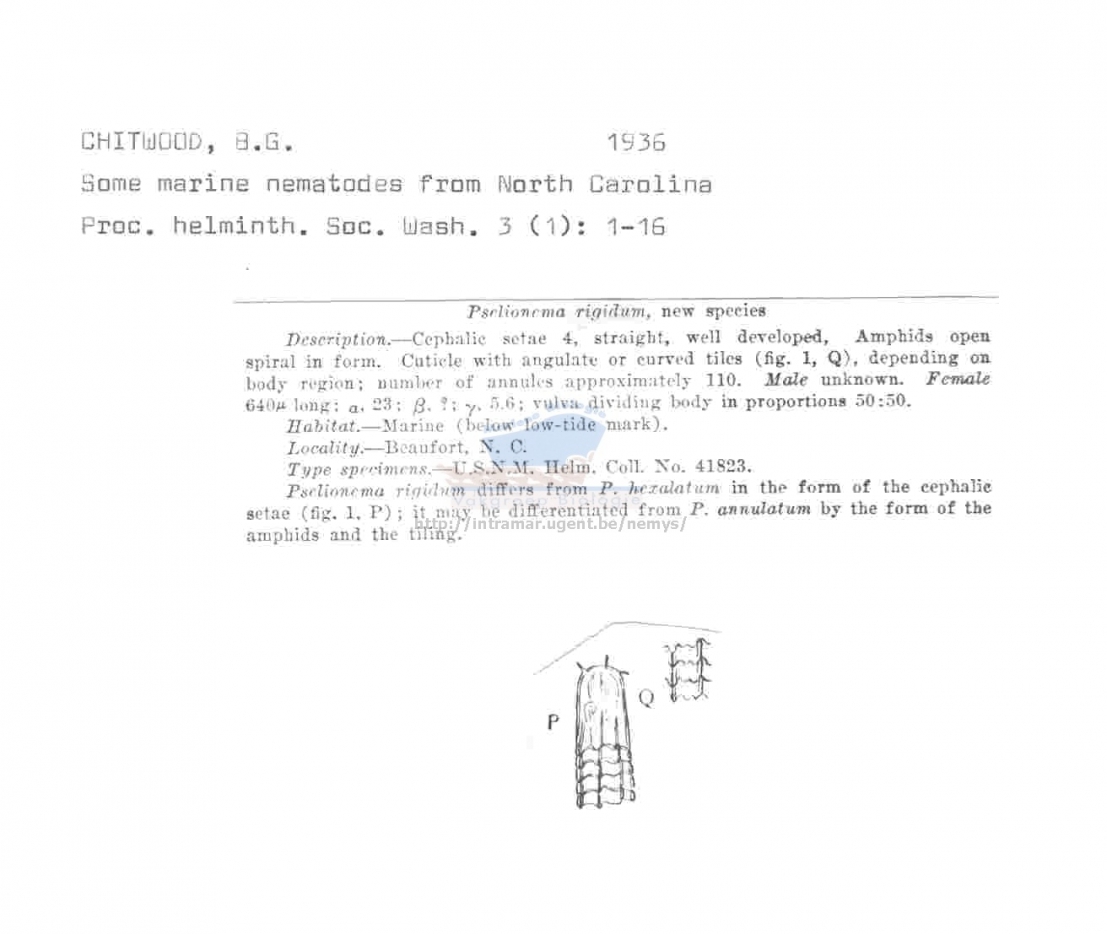 CHITWOOD, B.G. 1936
Some marine nematodes from North Carolina
Proc. helminth. Soc. Wash. 3 (1): 1-16
Pselionema rigidum, new species
Description.—Cephalic setae 4, straight, well developed, Amphids open
spiral in form. Cuticle with angulate or curved tiles (fig. 1, Q), depending on
body region; number of annules approximately 110. Male unknown. Female
640μ long; α, 23; β, ?; γ, 5.6; vulva dividing body in proportions 50:50.
Habitat.—Marine (below low-tide mark).
Locality.—Beaufort, N. C.
Type specimens.—U.S.N.M. Helm. Coll. No. 41823.
Pselionema rigidum differs from P. hexalatum in the form of the cephalic
setae (fig. 1, P); it may be differentiated from P. annulatum by the form of the
http://intramar.ugent.be/nemys/
amphids and the tiling.
P
Q